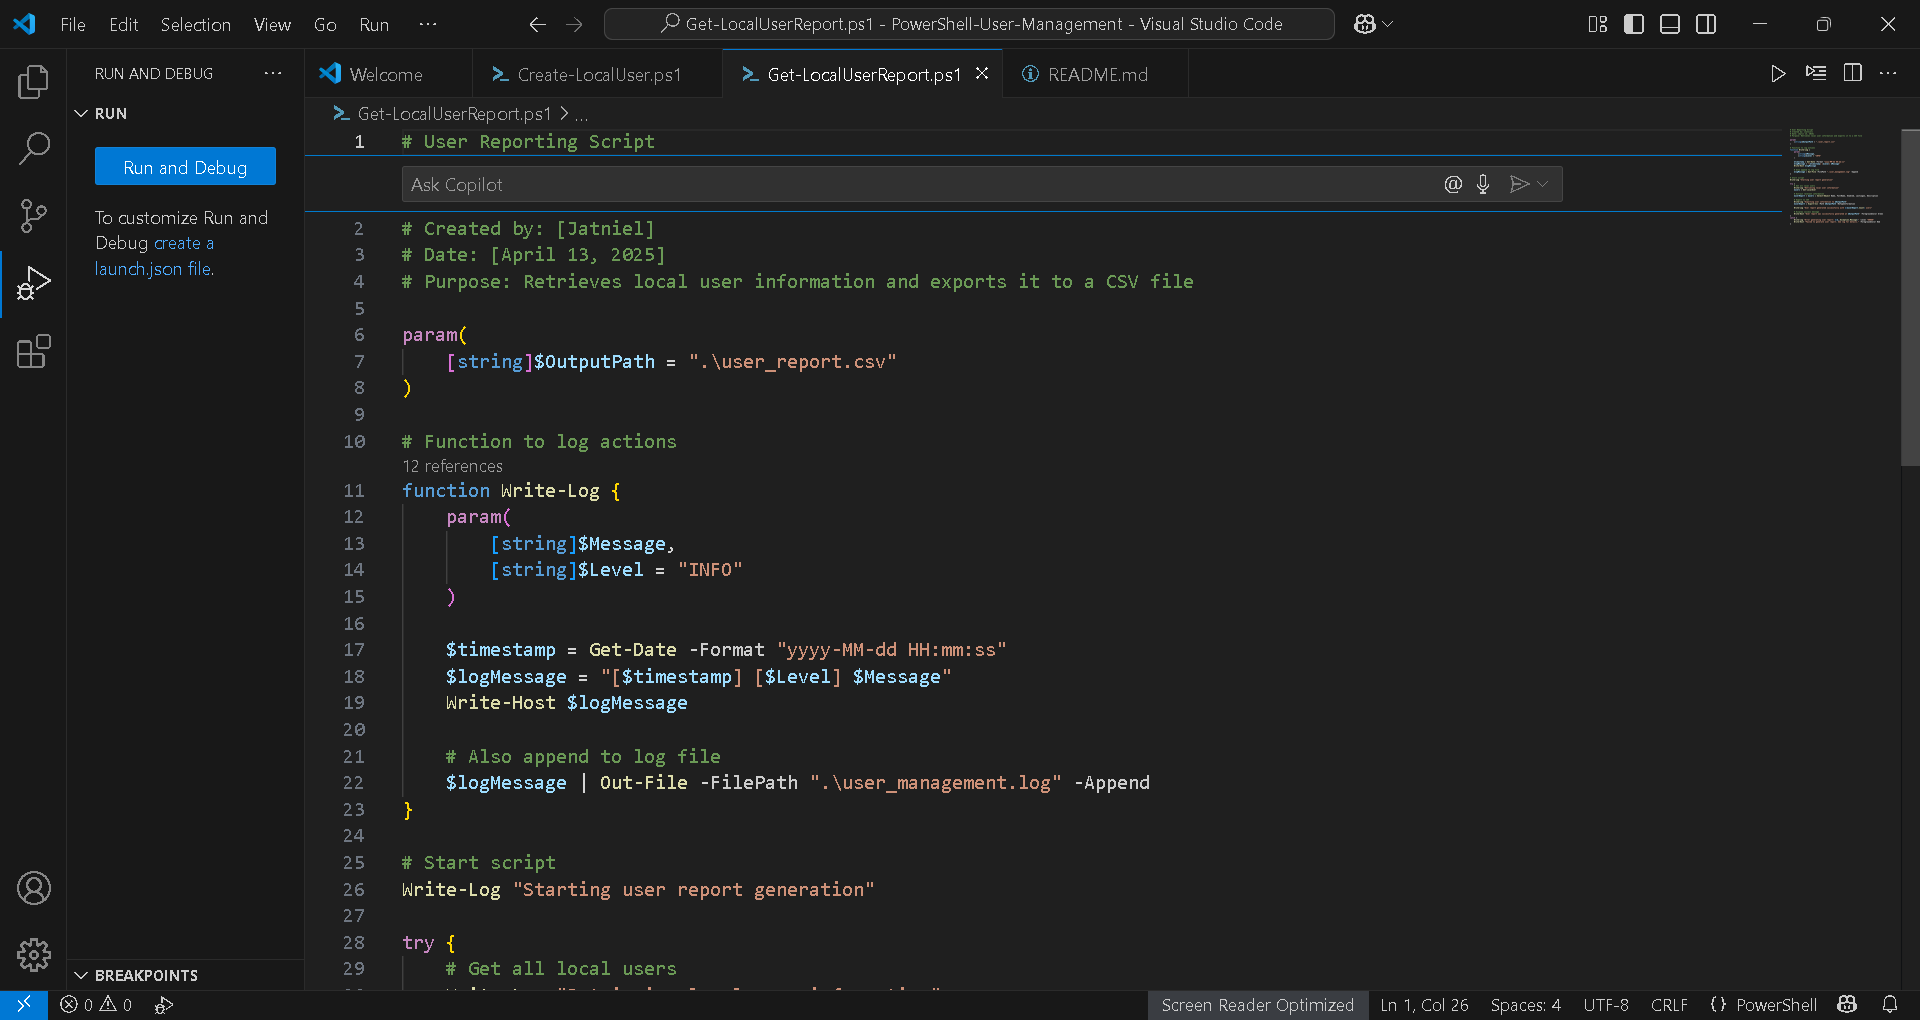 File Edit Selection View Go Run ···
Get-LocalUserReport.ps1 - PowerShell-User-Management - Visual Studio Code
RUN AND DEBUG ···
RUN
Run and Debug
To customize Run and
Debug create a
launch.json file.
BREAKPOINTS
Welcome
Create-LocalUser.ps1
Get-LocalUserReport.ps1
README.md
Get-LocalUserReport.ps1 > ...
1 # User Reporting Script
Ask Copilot
2 # Created by: [Jatniel]
3 # Date: [April 13, 2025]
4 # Purpose: Retrieves local user information and exports it to a CSV file
5
6 param(
7 [string]$OutputPath = ".\user_report.csv"
8 )
9
10 # Function to log actions
12 references
11 function Write-Log {
12 param(
13 [string]$Message,
14 [string]$Level = "INFO"
15 )
16
17 $timestamp = Get-Date -Format "yyyy-MM-dd HH:mm:ss"
18 $logMessage = "[$timestamp] [$Level] $Message"
19 Write-Host $logMessage
20
21 # Also append to log file
22 $logMessage | Out-File -FilePath ".\user_management.log" -Append
23 }
24
25 # Start script
26 Write-Log "Starting user report generation"
27
28 try {
29 # Get all local users
0 0
Screen Reader Optimized Ln 1, Col 26 Spaces: 4 UTF-8 CRLF {} PowerShell